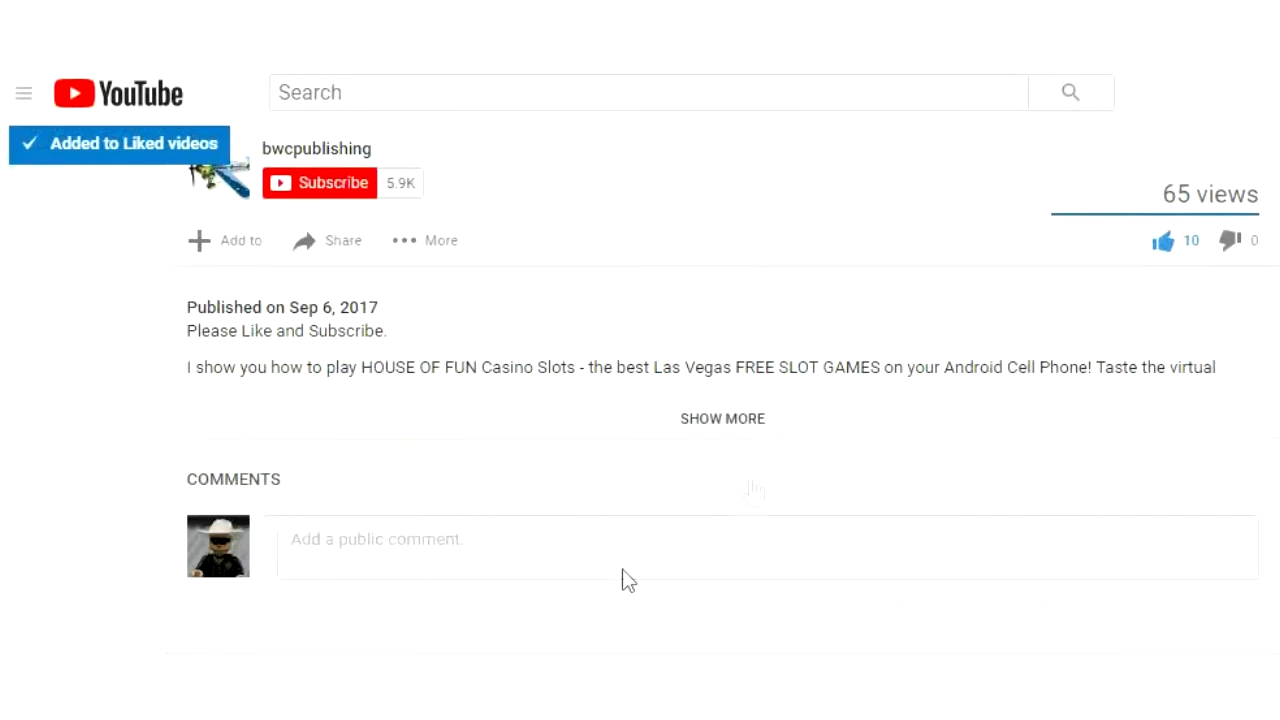 YouTube
Search
Added to Liked videos
bwcpublishing
Subscribe 5.9K
65 views
Add to Share More
10 0
Published on Sep 6, 2017
Please Like and Subscribe.
I show you how to play HOUSE OF FUN Casino Slots - the best Las Vegas FREE SLOT GAMES on your Android Cell Phone! Taste the virtual
SHOW MORE
COMMENTS
Add a public comment.